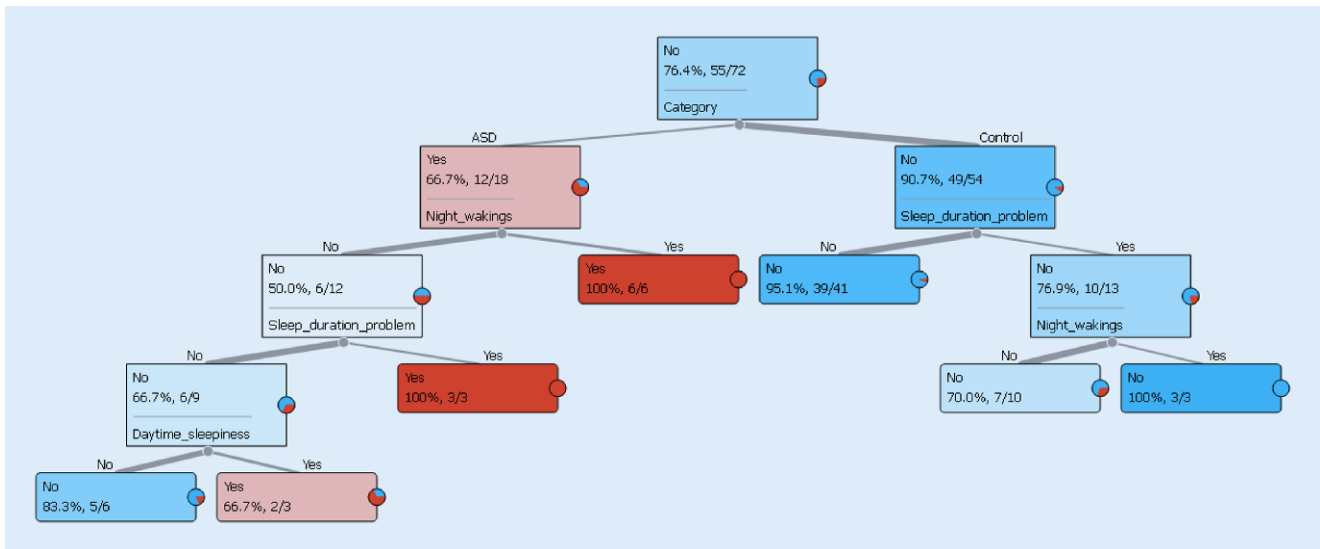 No
76.4%, 55/72
Category
ASD
Control
Yes
66.7%, 12/18
Night_wakings
No
90.7%, 49/54
Sleep_duration_problem
No
Yes
No
Yes
No
50.0%, 6/12
Sleep_duration_problem
Yes
100%, 6/6
No
95.1%, 39/41
No
76.9%, 10/13
Night_wakings
No
Yes
No
Yes
No
66.7%, 6/9
Daytime_sleepiness
Yes
100%, 3/3
No
70.0%, 7/10
No
100%, 3/3
No
Yes
No
83.3%, 5/6
Yes
66.7%, 2/3